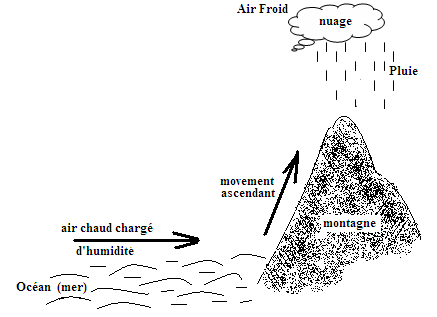 Air Froid
nuage
Pluie
movement
ascendant
montagne
air chaud chargé
d'humidité
Océan (mer)